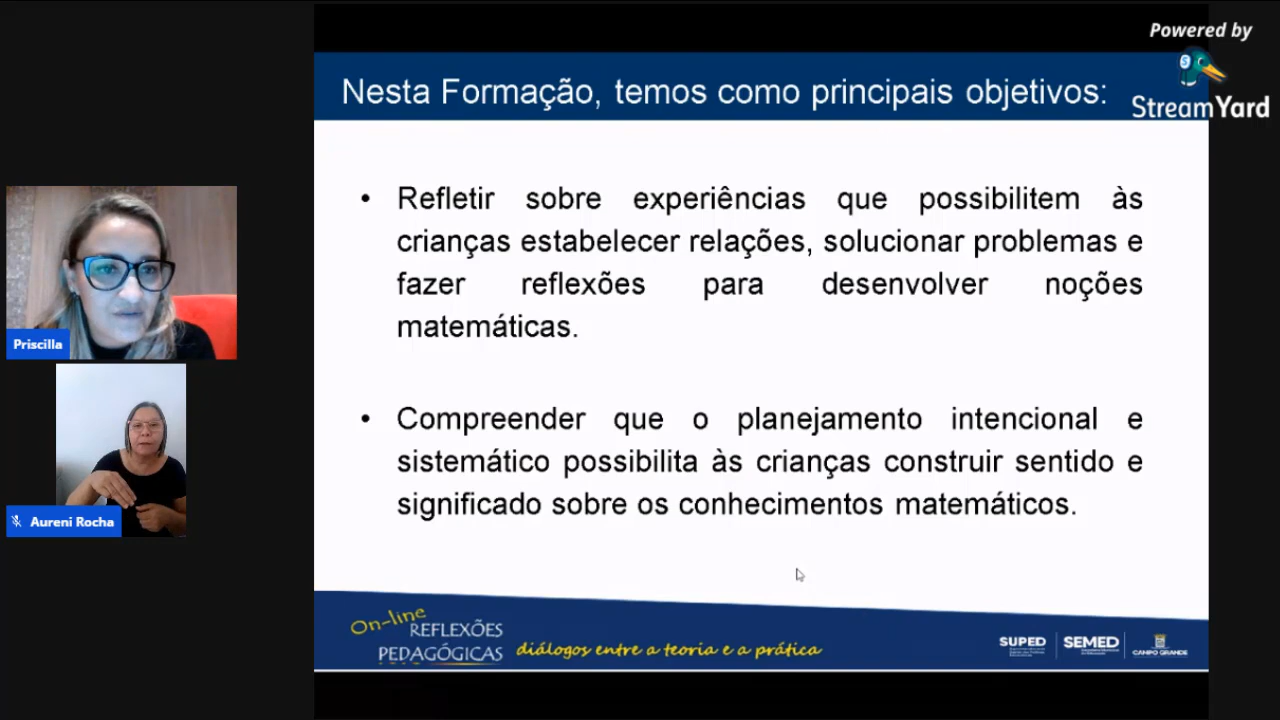 Powered by
StreamYard
Nesta Formação, temos como principais objetivos:
• Refletir sobre experiências que possibilitem às
crianças estabelecer relações, solucionar problemas e
fazer reflexões para desenvolver noções
matemáticas.
• Compreender que o planejamento intencional e
sistemático possibilita às crianças construir sentido e
significado sobre os conhecimentos matemáticos.
Priscilla
Aureni Rocha
On-line
REFLEXÕES
PEDAGÓGICAS
diálogos entre a teoria e a prática
SUPED
SEMED
CAMPO GRANDE